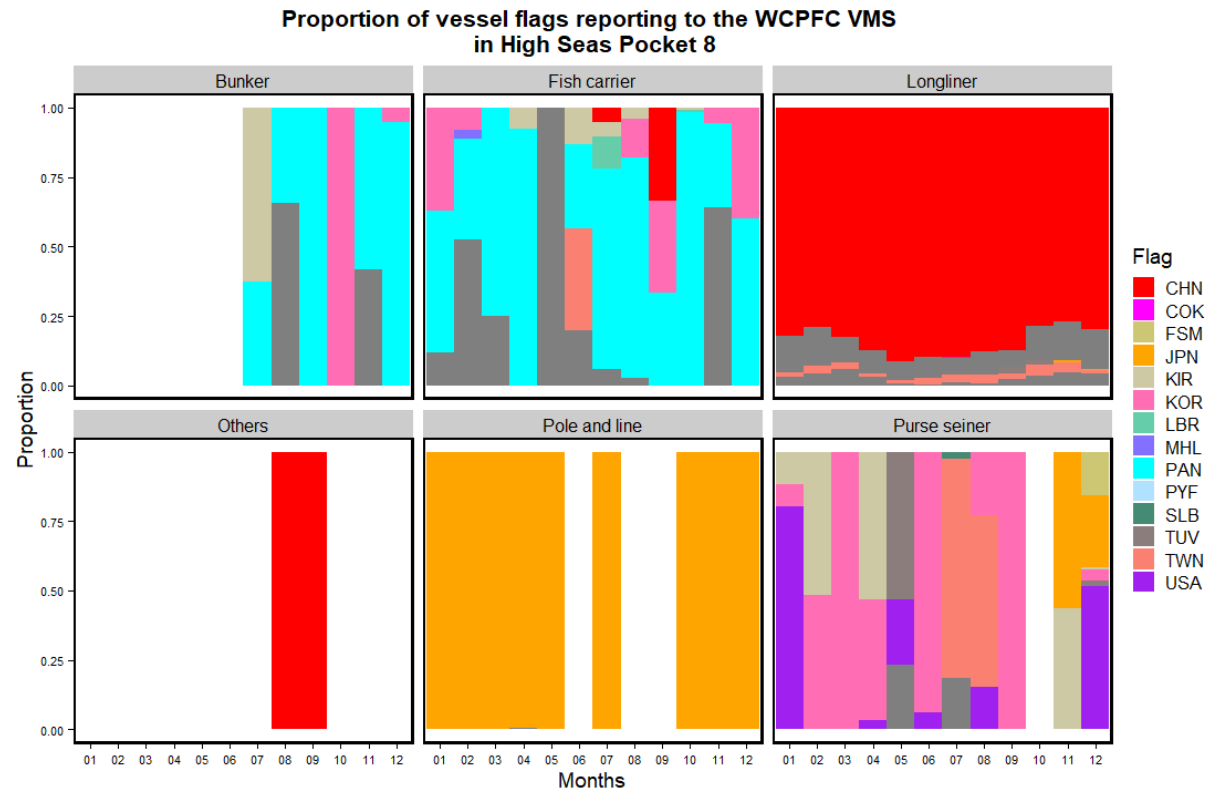 Proportion of vessel flags reporting to the WCPFC VMS
in High Seas Pocket 8
Bunker
Fish carrier
Longliner
1.00
0.75
0.50
0.25
0.00
Others
Pole and line
Purse seiner
1.00
0.75
0.50
0.25
0.00
Proportion
01 02 03 04 05 06 07 08 09 10 11 12
01 02 03 04 05 06 07 08 09 10 11 12
01 02 03 04 05 06 07 08 09 10 11 12
Months
Flag
CHN
COK
FSM
JPN
KIR
KOR
LBR
MHL
PAN
PYF
SLB
TUV
TWN
USA